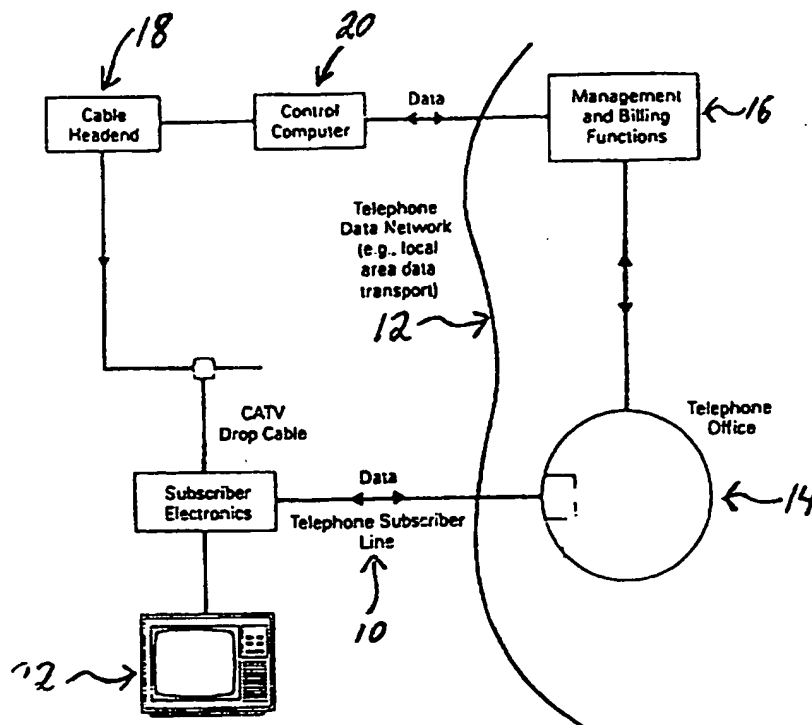 18
20
Cable
Headend
Control
Computer
Data
Management
and Billing
Functions
16
Telephone
Data Network
(e.g., local
area data
transport)
12
CATV
Drop Cable
Telephone
Office
Subscriber
Electronics
Data
Telephone Subscriber
Line
14
10